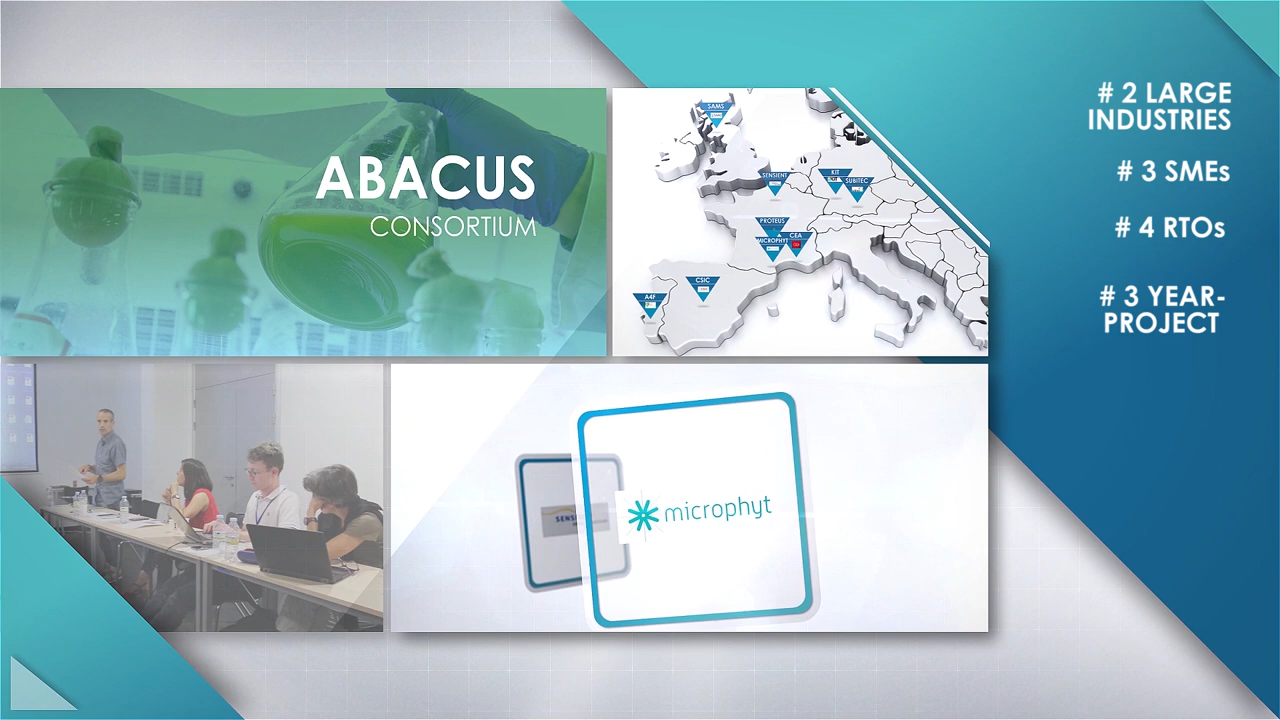 ABACUS
CONSORTIUM
SAMS
SENSIENT
KIT
SUBITEC
PROTEUS
MICROPHYT
CEA
CSIC
A4F
# 2 LARGE
INDUSTRIES
# 3 SMEs
# 4 RTOs
# 3 YEAR-
PROJECT
microphyt